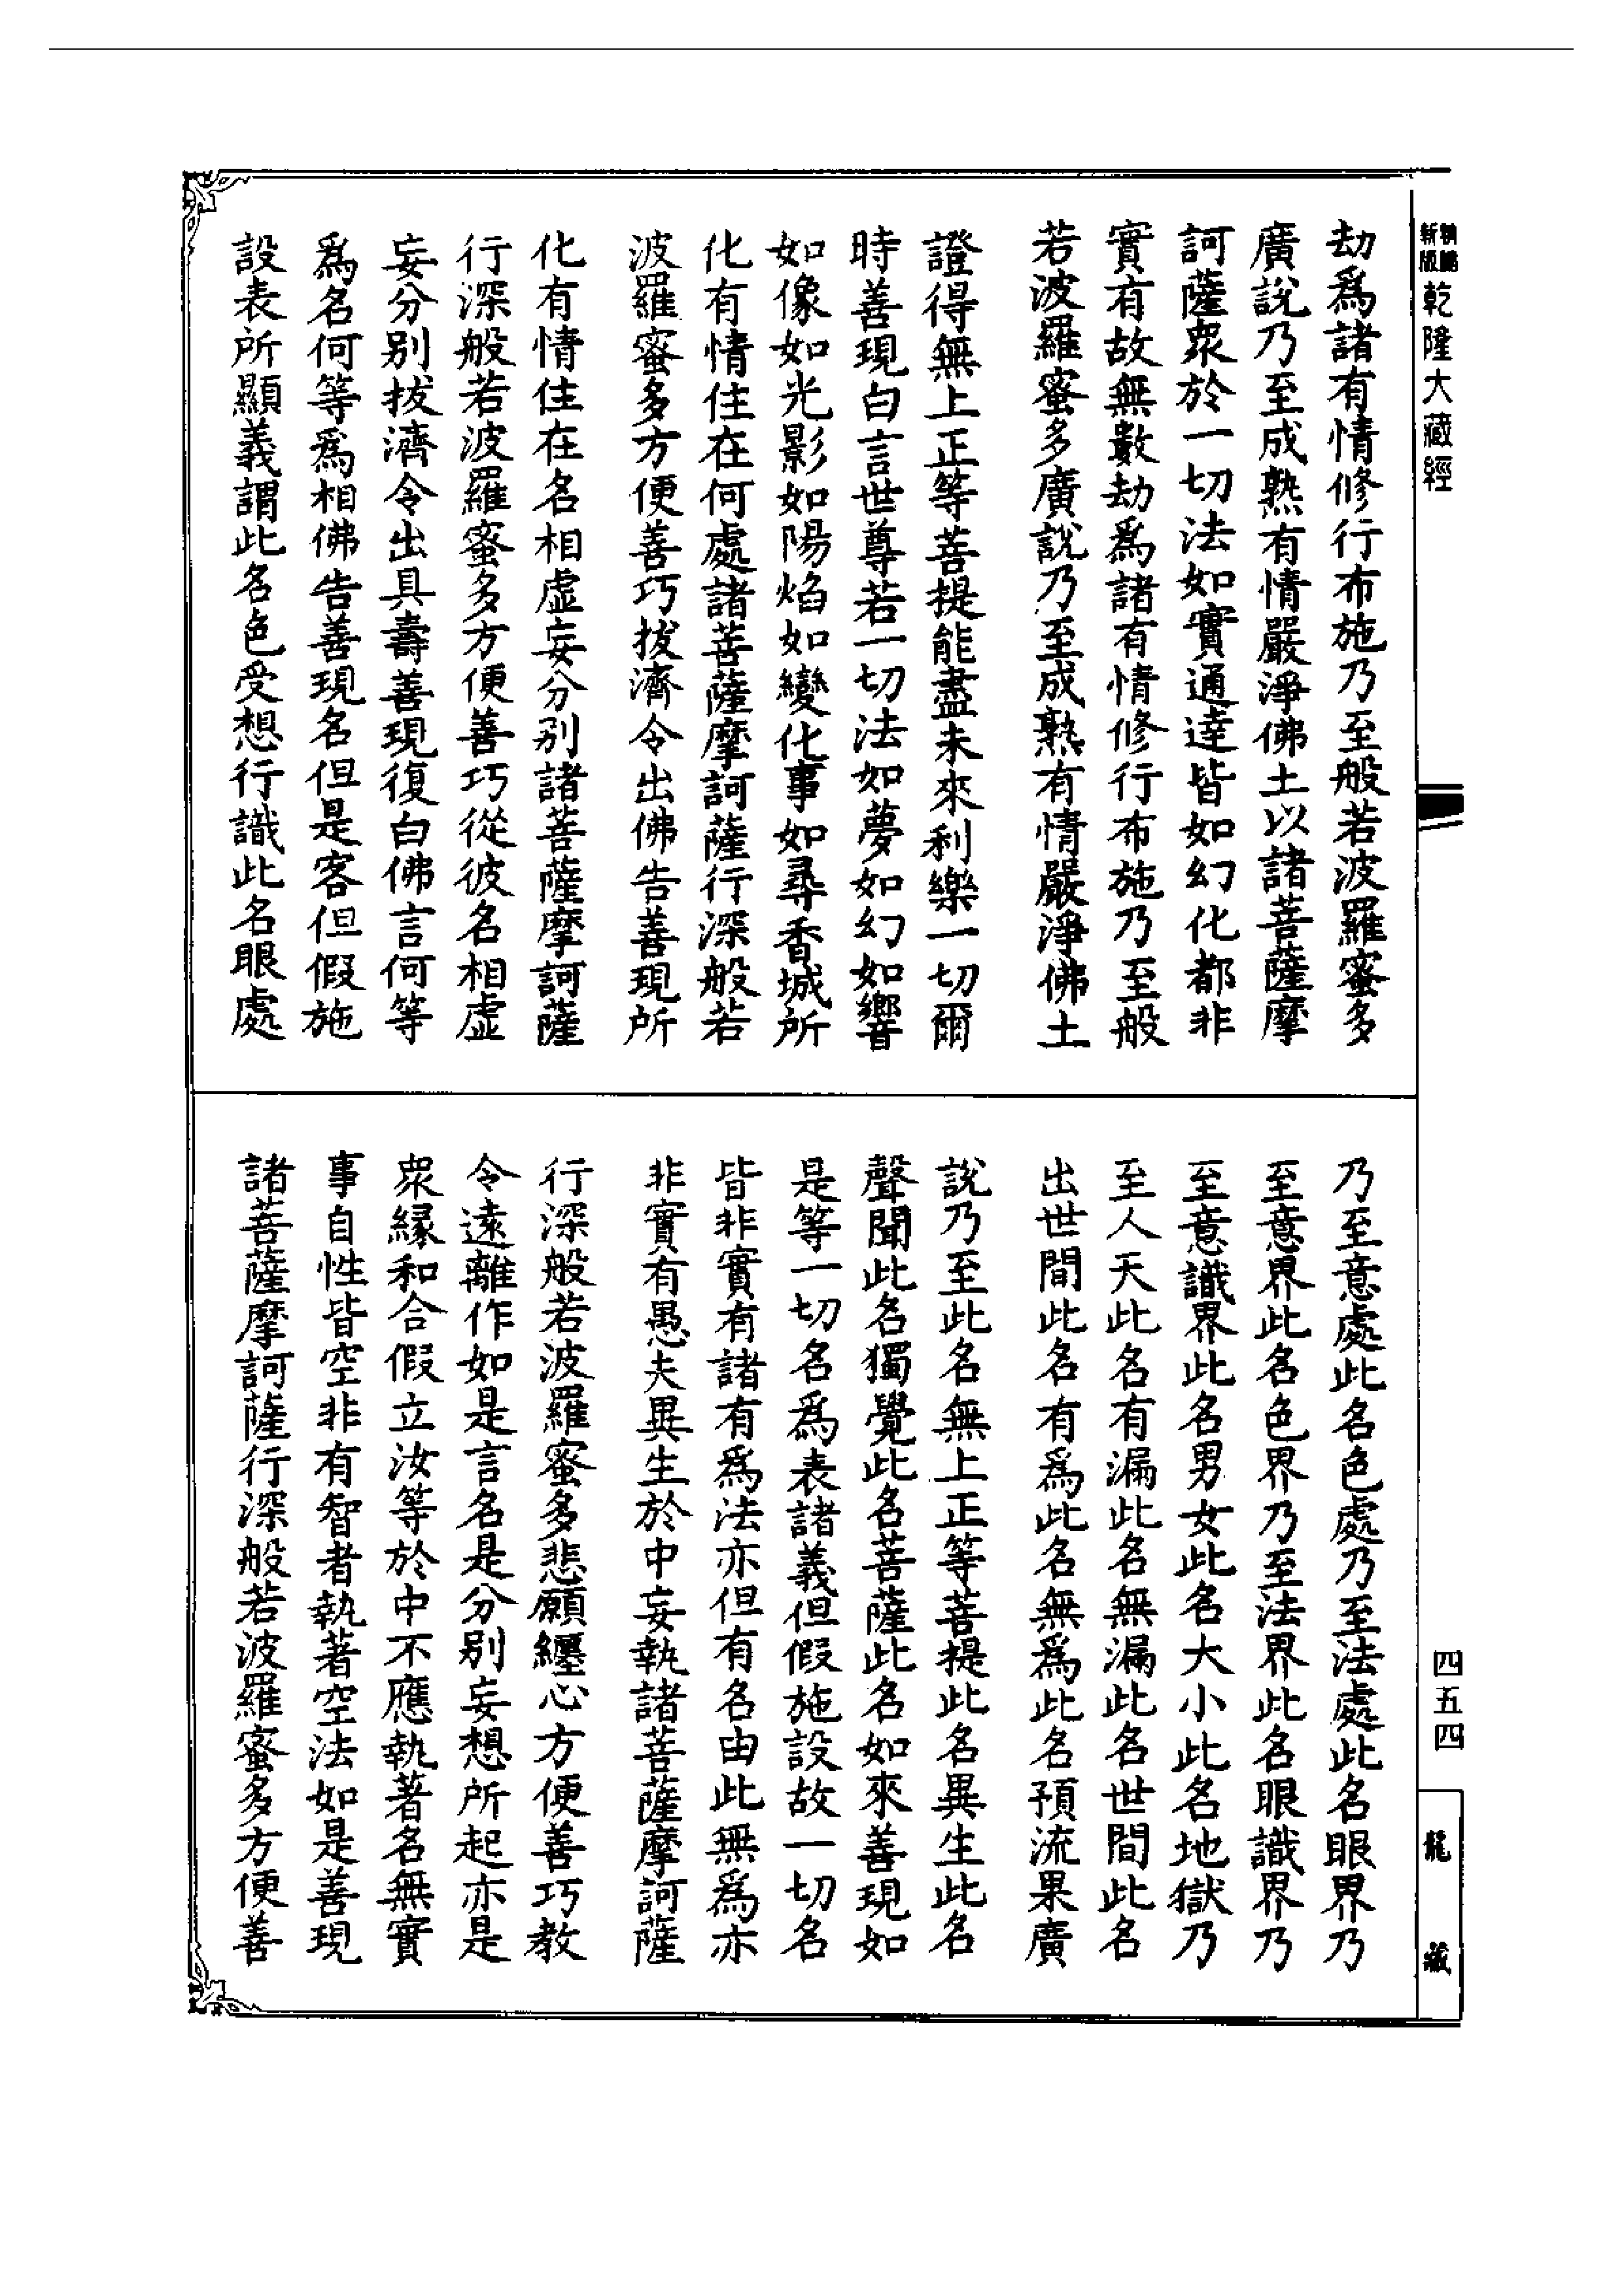 新版
乾隆大藏經
劫爲諸有情修行布施乃至般若波羅蜜多
廣說乃至成熟有情嚴淨佛土以諸菩薩摩
訶薩衆於一切法如實通達皆如幻化都非
實有故無數劫爲諸有情修行布施乃至般
若波羅蜜多廣說乃至成熟有情嚴淨佛土
證得無上正等菩提能盡未來利樂一切爾
時善現白言世尊若一切法如夢如幻如響
如像如光影如陽焰如變化事如尋香城所
化有情住在何處諸菩薩摩訶薩行深般若
波羅蜜多方便善巧拔濟令出佛告善現所
化有情住在名相虛妄分別諸菩薩摩訶薩
行深般若波羅蜜多方便善巧從彼名相虛
妄分別拔濟令出具壽善現復白佛言何等
爲名何等爲相佛告善現名但是客但假施
設表所顯義謂此名色受想行識此名眼處
乃至意處此名色處乃至法處此名眼界乃
至意界此名色界乃至法界此名眼識界乃
至意識界此名男女此名大小此名地獄乃
至人天此名有漏此名無漏此名世間此名
出世間此名有爲此名無爲此名預流果廣
說乃至此名無上正等菩提此名異生此名
聲聞此名獨覺此名菩薩此名如來善現如
是等一切名爲表諸義但假施設故一切名
皆非實有諸有爲法亦但有名由此無爲亦
非實有愚夫異生於中妄執諸菩薩摩訶薩
行深般若波羅蜜多悲願纏心方便善巧教
令遠離作如是言名是分別妄想所起亦是
衆緣和合假立汝等於中不應執著名無實
事自性皆空非有智者執著空法如是善現
諸菩薩摩訶薩行深般若波羅蜜多方便善
四五四
龍藏